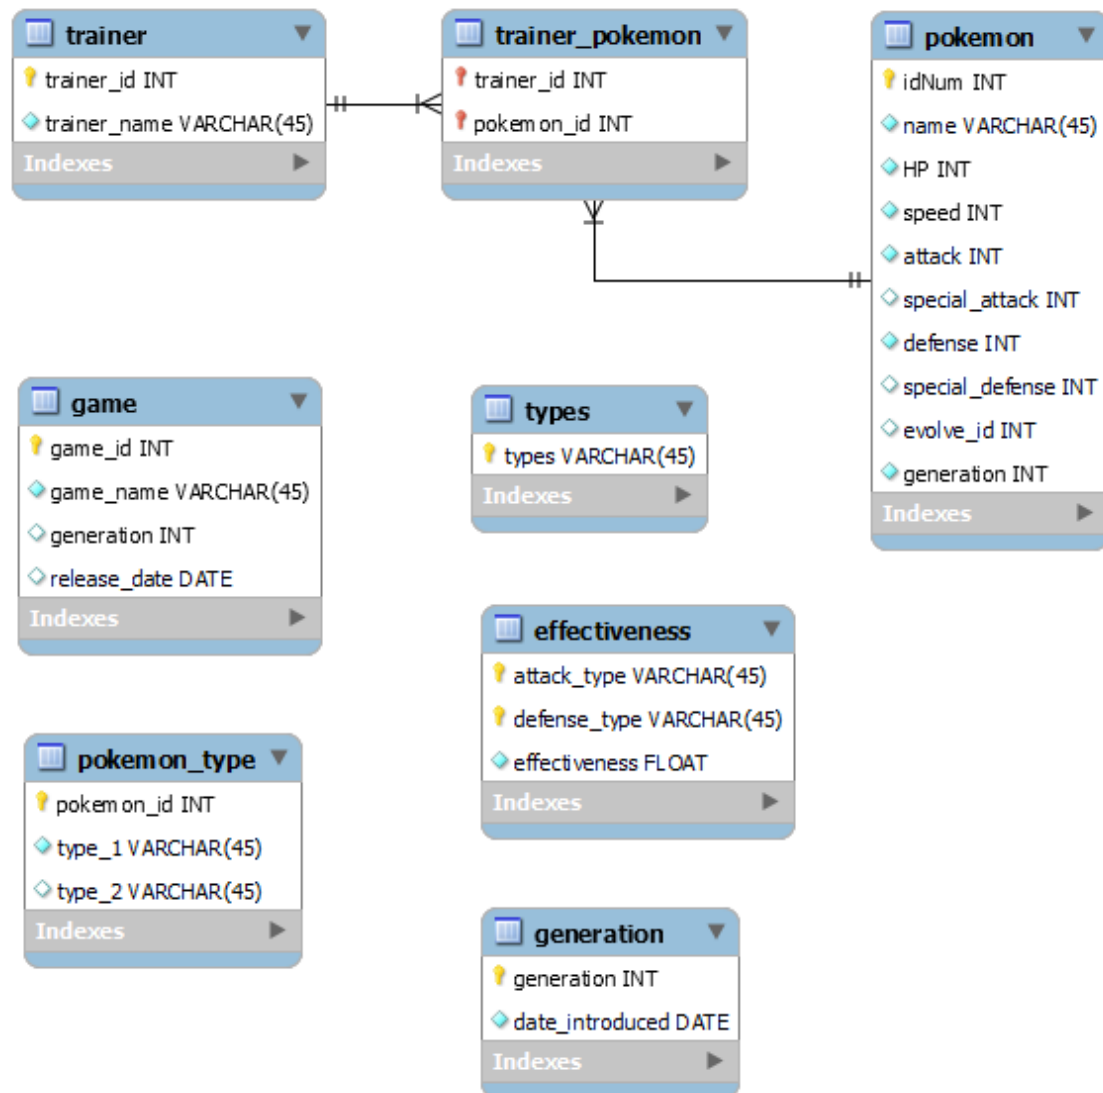 trainer
trainer_id INT
trainer_name VARCHAR(45)
Indexes
trainer_pokemon
trainer_id INT
pokemon_id INT
Indexes
pokemon
idNum INT
name VARCHAR(45)
HP INT
speed INT
attack INT
special_attack INT
defense INT
special_defense INT
evolve_id INT
generation INT
Indexes
game
game_id INT
game_name VARCHAR(45)
generation INT
release_date DATE
Indexes
types
types VARCHAR(45)
Indexes
effectiveness
attack_type VARCHAR(45)
defense_type VARCHAR(45)
effectiveness FLOAT
Indexes
pokemon_type
pokemon_id INT
type_1 VARCHAR(45)
type_2 VARCHAR(45)
Indexes
generation
generation INT
date_introduced DATE
Indexes